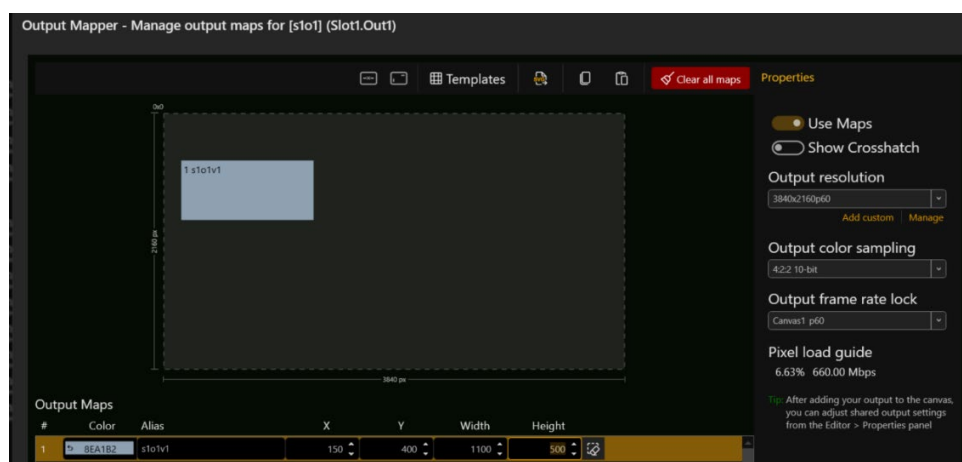 Output Mapper - Manage output maps for [s1o1] (Slot1.Out1)
Templates
Clear all maps
Properties
0x0
Use Maps
Show Crosshatch
1 s1o1v1
Output resolution
3840x2160p60
Add custom | Manage
2160 px
Output color sampling
4:2:2 10-bit
Output frame rate lock
Canvas1 p60
Pixel load guide
6.63% 660.00 Mbps
3840 px
Tip: After adding your output to the canvas,
you can adjust shared output settings
from the Editor > Properties panel
Output Maps
# Color Alias X Y Width Height
1 8EA1B2 s1o1v1 150 400 1100 500